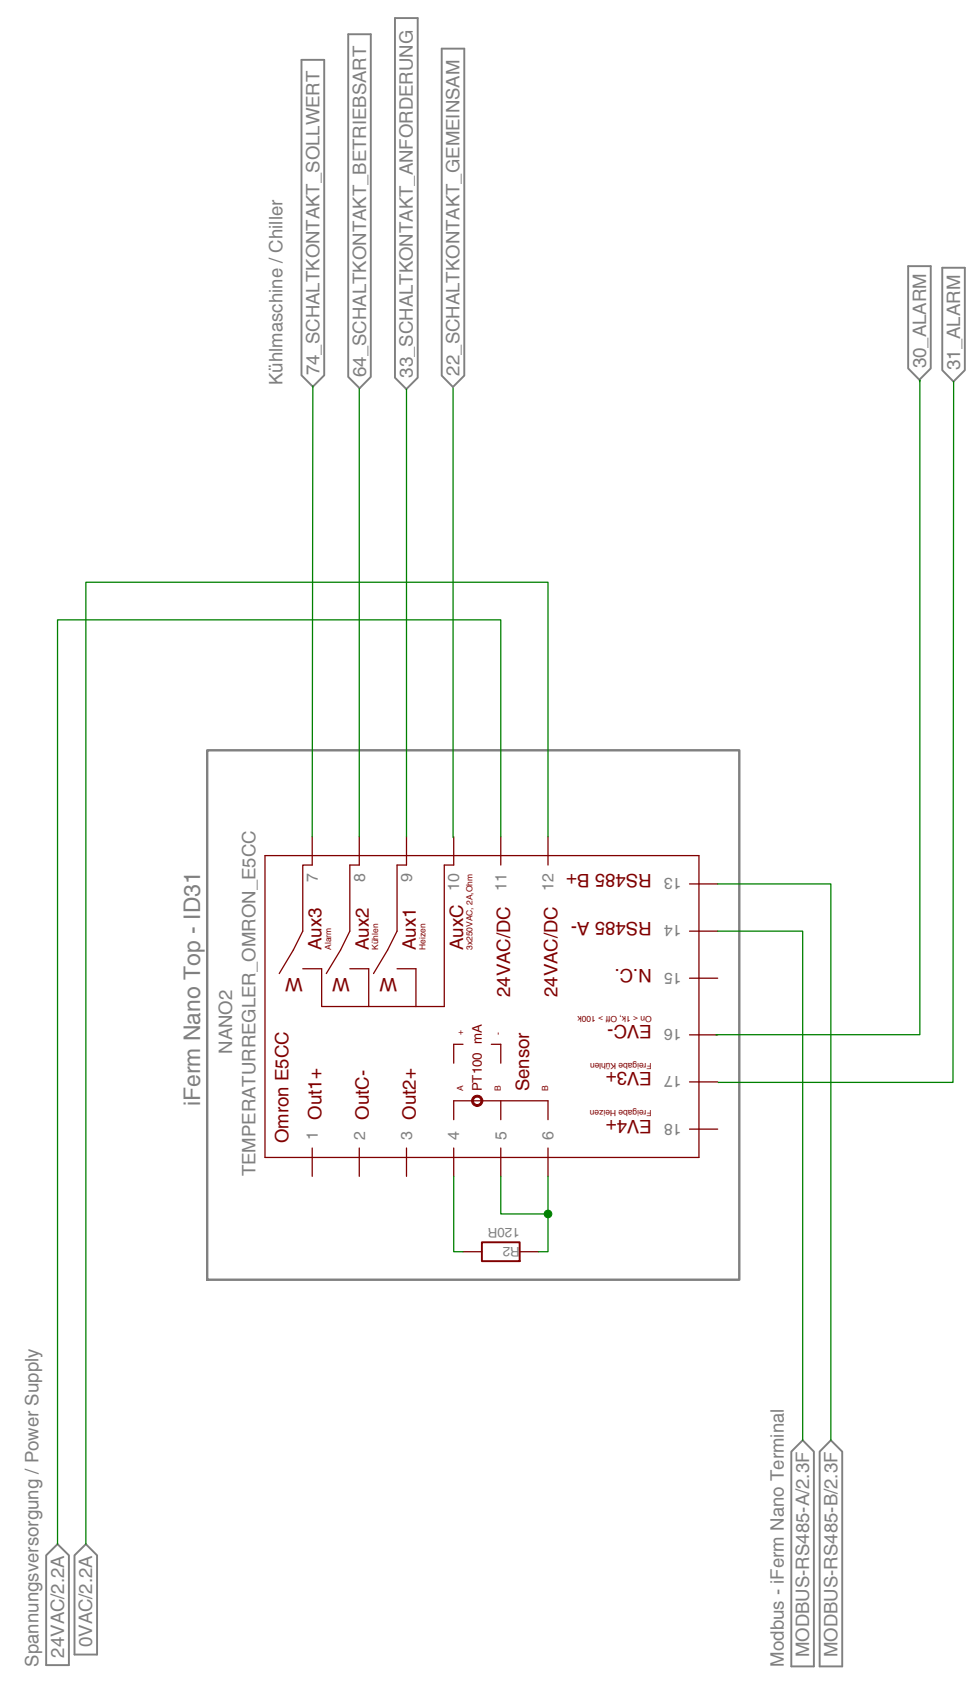 Kühlmaschine / Chiller
74_SCHALTKONTAKT_SOLLWERT
64_SCHALTKONTAKT_BETRIEBSART
33_SCHALTKONTAKT_ANFORDERUNG
22_SCHALTKONTAKT_GEMEINSAM
30_ALARM
31_ALARM
iFerm Nano Top - ID31
NANO2
TEMPERATURREGLER_OMRON_E5CC
Omron E5CC
1 Out1+
2 OutC-
3 Out2+
4
5
6
A
B
B
PT100 mA
+
-
Sensor
Aux3 7
Alarm
Aux2 8
Kühlen
Aux1 9
Heizen
AuxC 10
3x250VAC, 2A,Ohm
24VAC/DC 11
24VAC/DC 12
W
W
W
13 RS485 B+
14 RS485 A-
15 N.C.
16 EVC-
On < 1k, Off > 100k
17 EV3+
Freigabe Kühlen
18 EV4+
Freigabe Heizen
R2
120R
Spannungsversorgung / Power Supply
24VAC/2.2A
0VAC/2.2A
Modbus - iFerm Nano Terminal
MODBUS-RS485-A/2.3F
MODBUS-RS485-B/2.3F